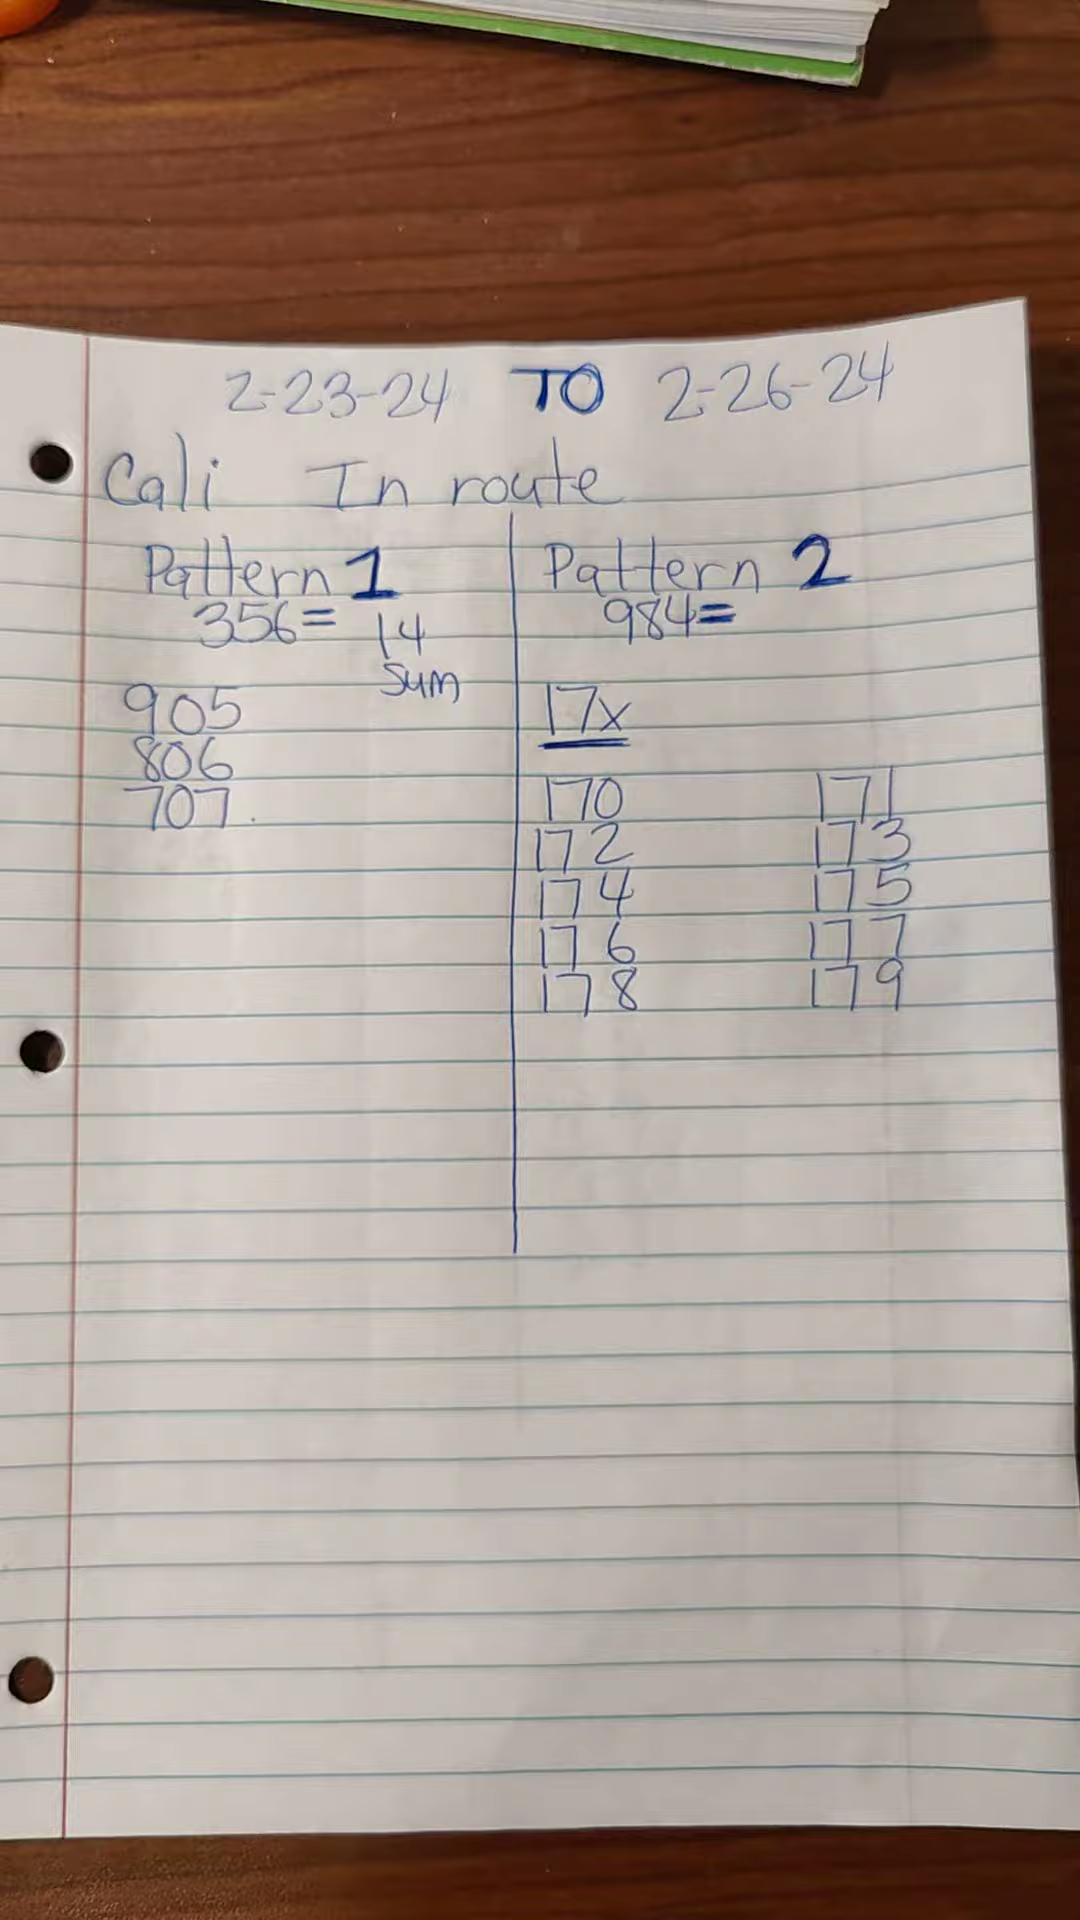 2-23-24 TO 2-26-24
Cali In route
Pattern 1
356= 14
Sum
905
806
707.
Pattern 2
984=
17x
170 171
172 173
174 175
176 177
178 179